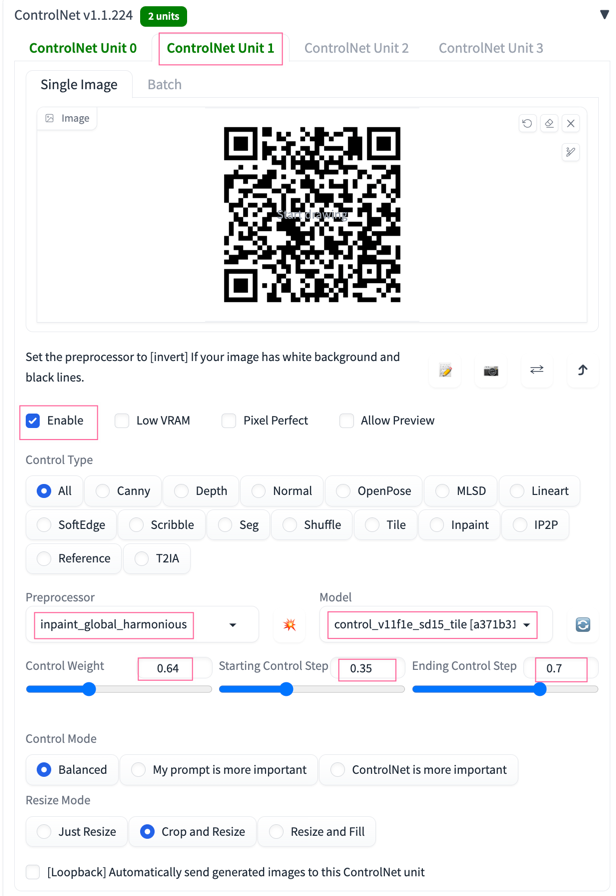 ControlNet v1.1.224 2 units ▼
ControlNet Unit 0 ControlNet Unit 1 ControlNet Unit 2 ControlNet Unit 3
Single Image Batch
Image
Start drawing
Set the preprocessor to [invert] If your image has white background and
black lines.
Enable Low VRAM Pixel Perfect Allow Preview
Control Type
All Canny Depth Normal OpenPose MLSD Lineart
SoftEdge Scribble Seg Shuffle Tile Inpaint IP2P
Reference T2IA
Preprocessor Model
inpaint_global_harmonious control_v11f1e_sd15_tile [a371b31
Control Weight 0.64 Starting Control Step 0.35 Ending Control Step 0.7
Control Mode
Balanced My prompt is more important ControlNet is more important
Resize Mode
Just Resize Crop and Resize Resize and Fill
[Loopback] Automatically send generated images to this ControlNet unit